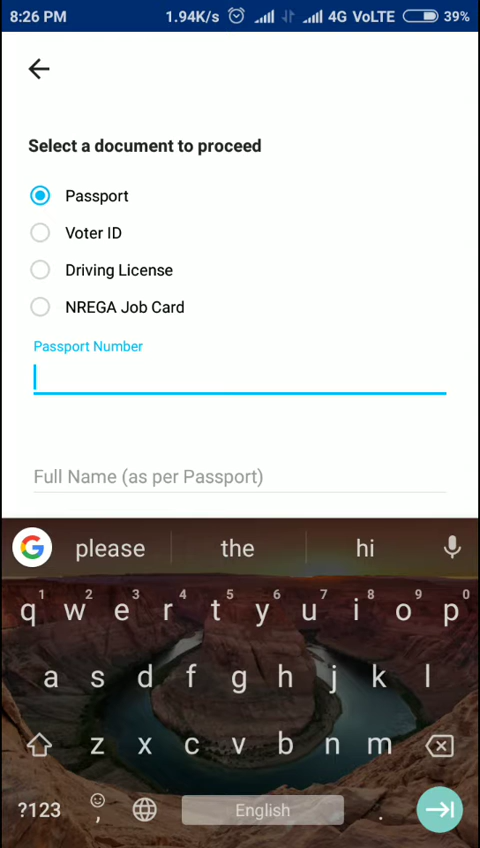 8:26 PM 1.94K/s 4G VoLTE 39%
Select a document to proceed
Passport
Voter ID
Driving License
NREGA Job Card
Passport Number
Full Name (as per Passport)
G please the hi
1 2 3 4 5 6 7 8 9 0
q w e r t y u i o p
a s d f g h j k l
z x c v b n m
?123 , English .